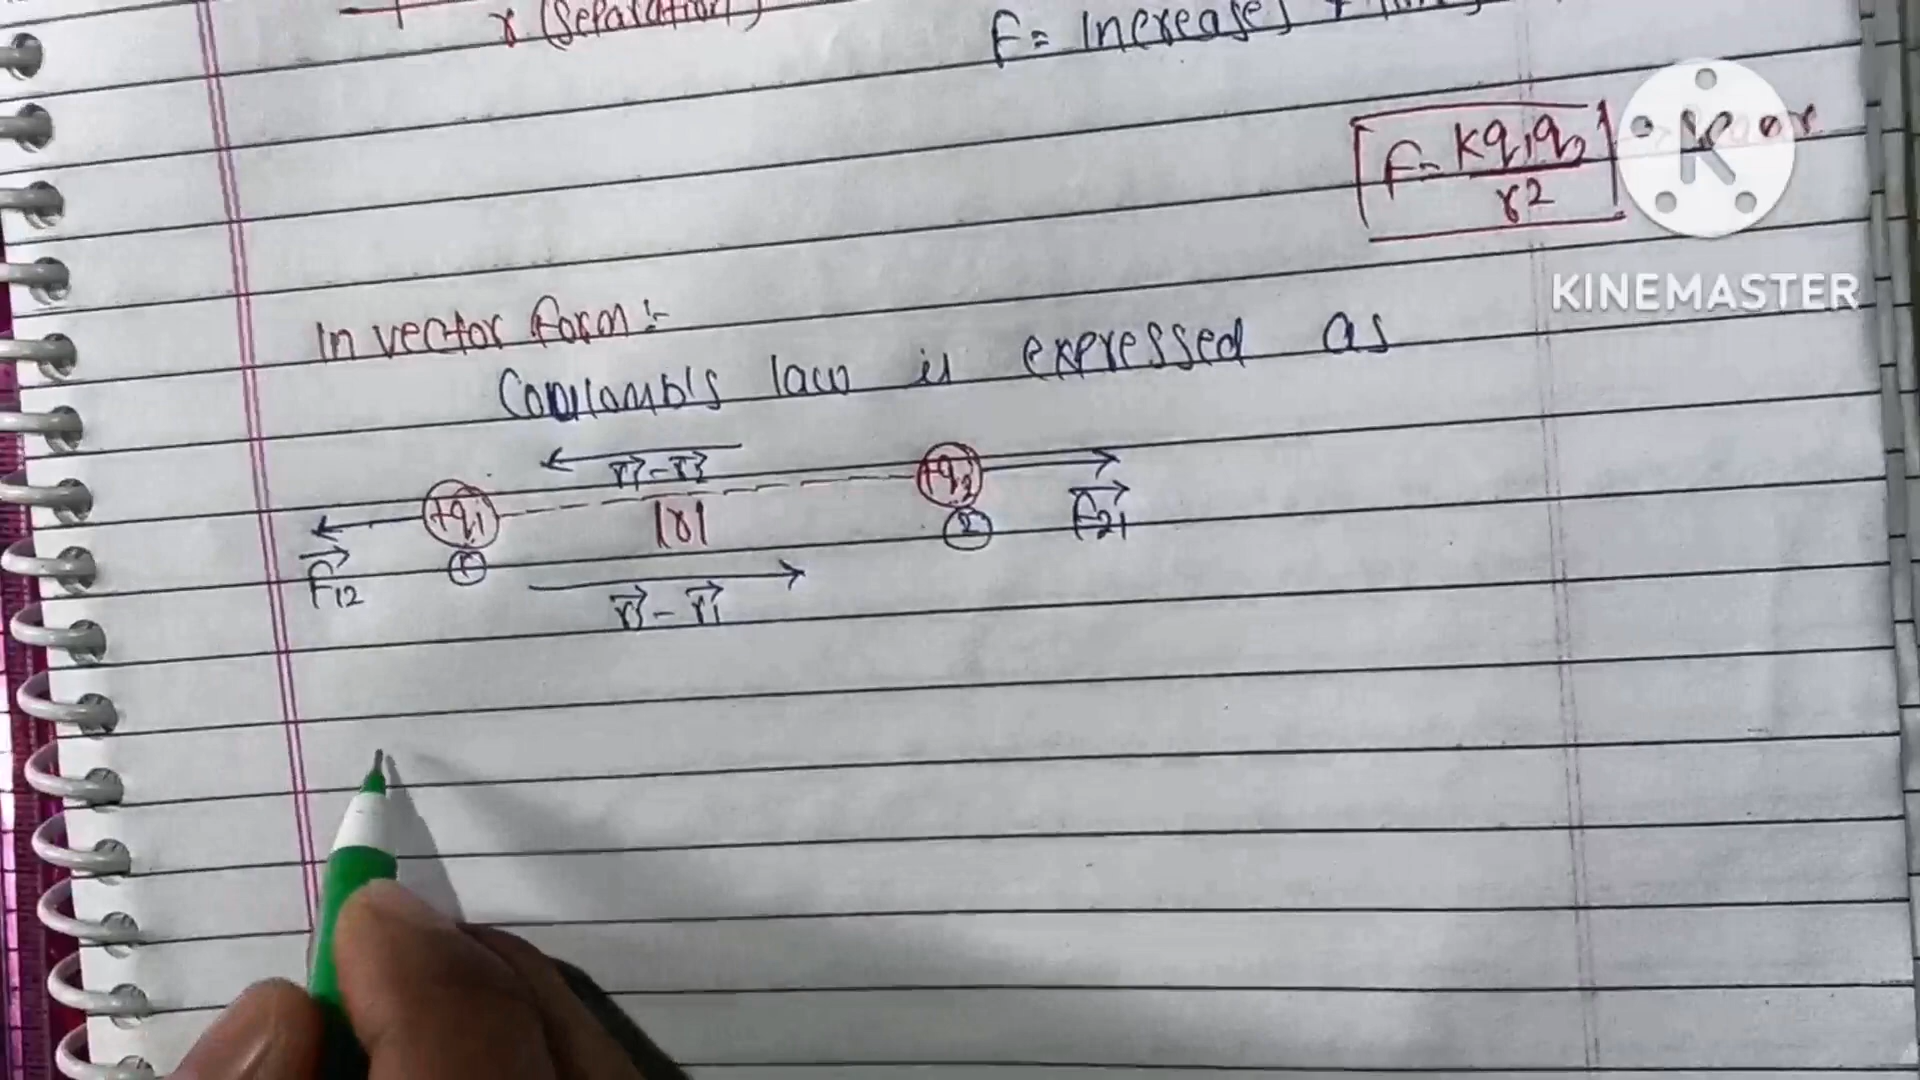 r (Separation)
F = Increases
F = Kq₁q₂ / r2
KINEMASTER
In vector form:-
Coulomb's law is expressed as
r₁ - r₂
+q₁ |r| +q₂
F₁₂ 1 2 F₂₁
r₂ - r₁